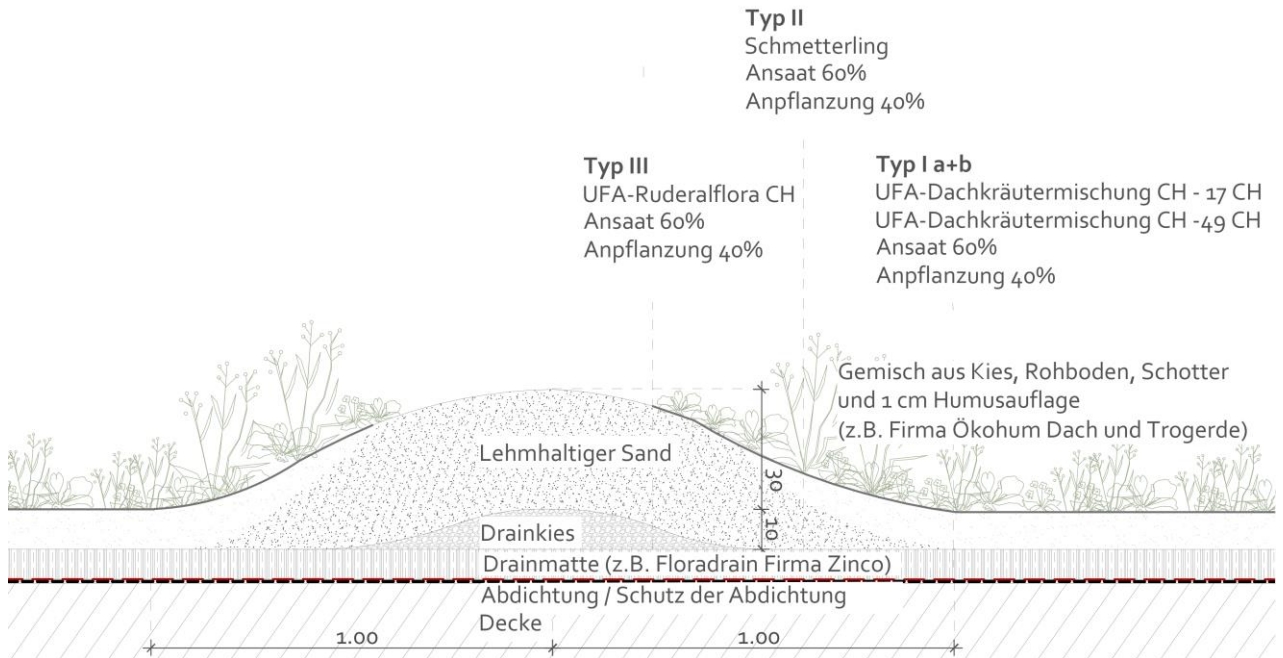 Typ II
Schmetterling
Ansaat 60%
Anpflanzung 40%
Typ III
UFA-Ruderalflora CH
Ansaat 60%
Anpflanzung 40%
Typ I a+b
UFA-Dachkräutermischung CH - 17 CH
UFA-Dachkräutermischung CH -49 CH
Ansaat 60%
Anpflanzung 40%
Gemisch aus Kies, Rohboden, Schotter
und 1 cm Humusauflage
(z.B. Firma Ökohum Dach und Trogerde)
Lehmhaltiger Sand
30
10
Drainkies
Drainmatte (z.B. Floradrain Firma Zinco)
Abdichtung / Schutz der Abdichtung
Decke
1.00
1.00